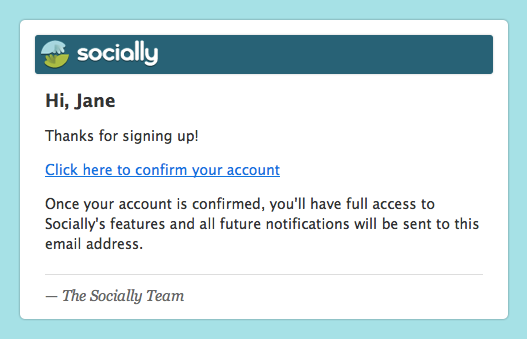 socially
Hi, Jane
Thanks for signing up!
Click here to confirm your account
Once your account is confirmed, you'll have full access to
Socially's features and all future notifications will be sent to this
email address.
— The Socially Team